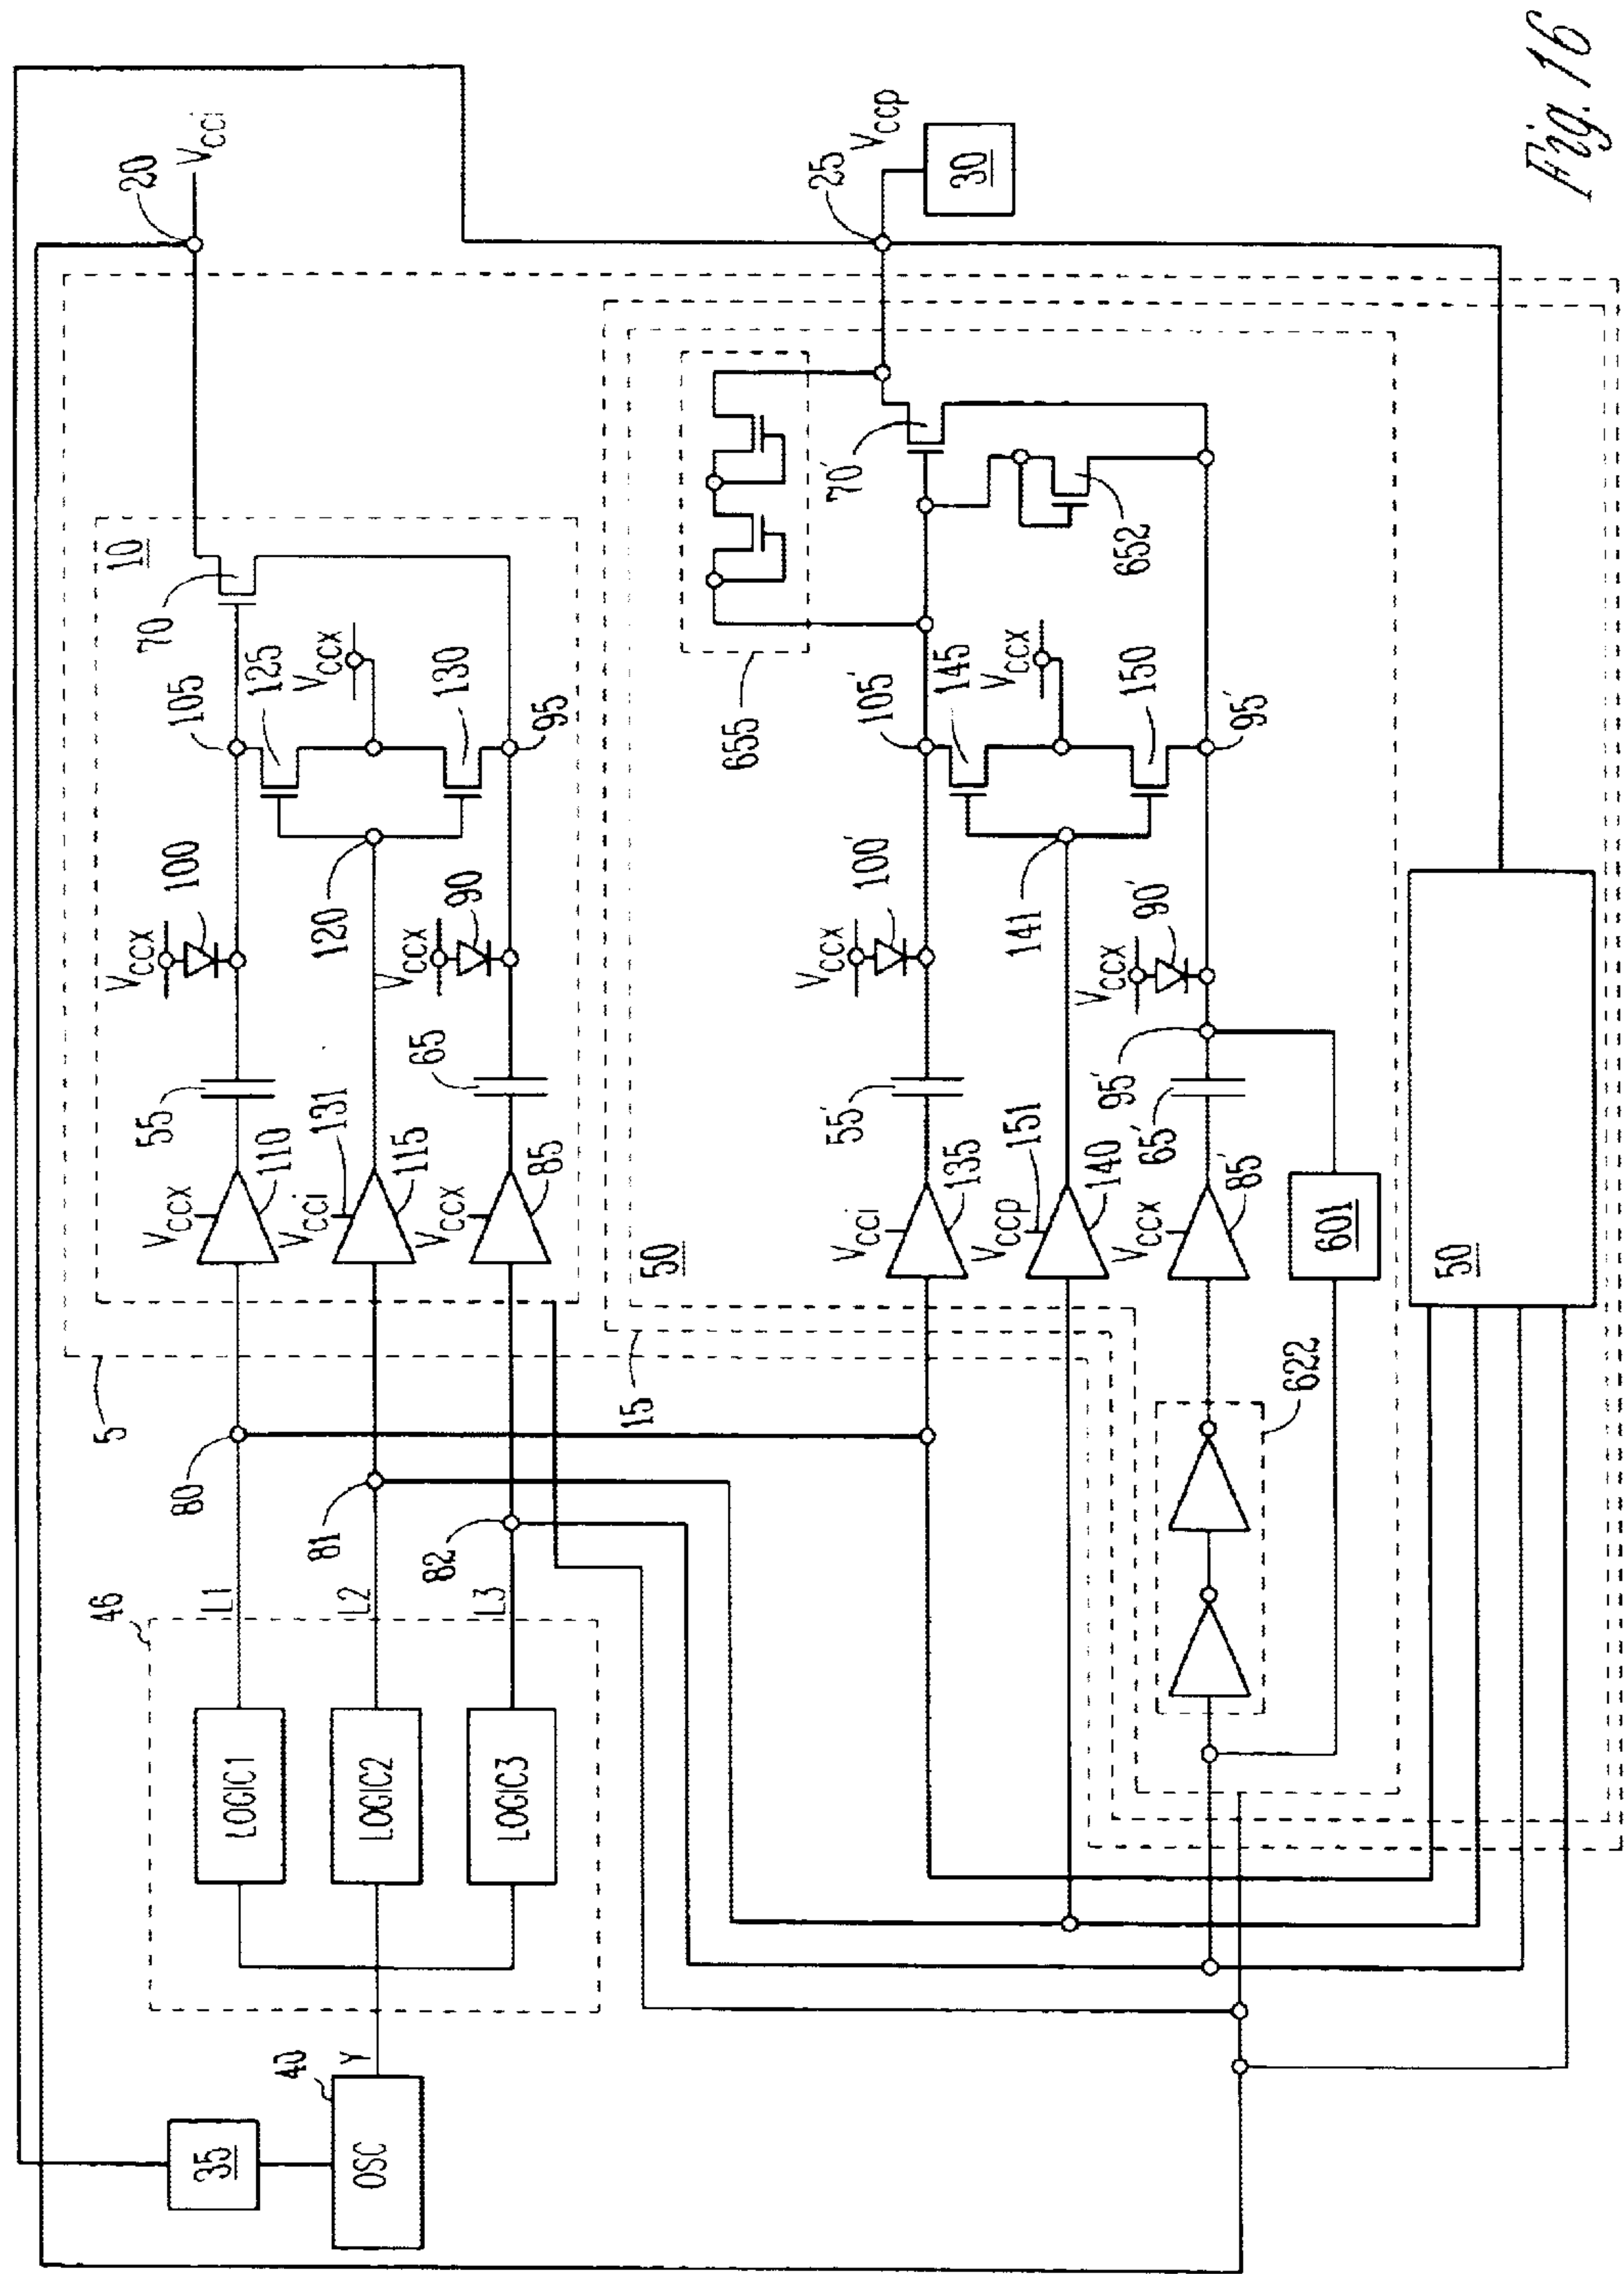 35
40
OSC
Y
46
LOGIC1
LOGIC2
LOGIC3
L1
L2
L3
80
81
82
5
10
Vccx
110
55
Vccx
100
105
70
20
Vcci
Vcci
131
115
120
125
Vccx
130
Vccx
85
65
Vccx
90
95
15
50
Vcci
135
55'
Vccx
100'
105'
655
70'
25
Vccp
30
Vccp
151
140
141
145
Vccx
150
652
Vccx
85'
65'
95'
Vccx
90'
95'
622
601
50
Fig. 16